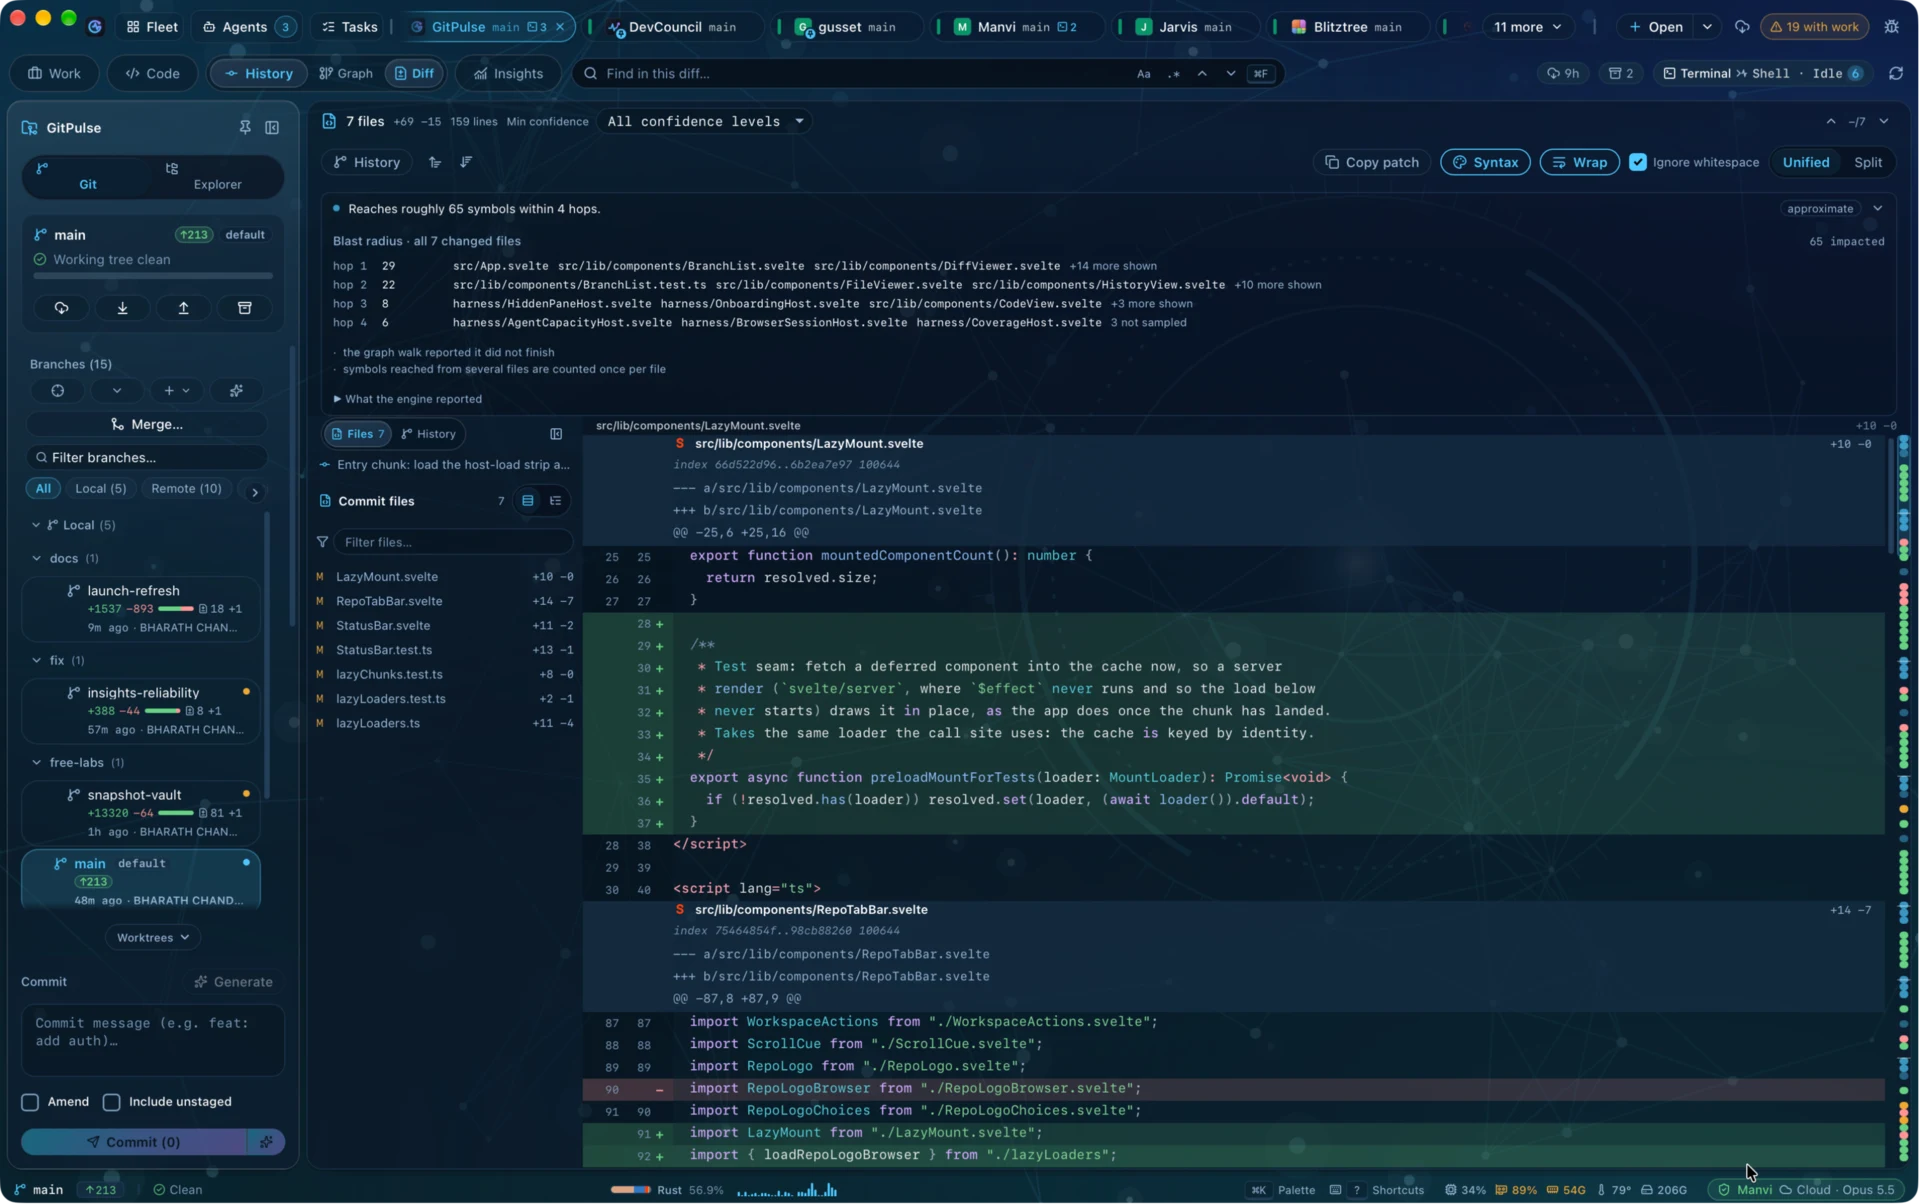 Fleet Agents 3 Tasks GitPulse main 3 × DevCouncil main gusset main Manvi main 2 Jarvis main Blitztree main 11 more + Open 19 with work
Work </> Code History Graph Diff Insights Find in this diff... Aa .* ⌘F 9h 2 Terminal Shell · Idle 6
GitPulse
Git
Explorer
main ↑213 default
Working tree clean
Branches (15)
Merge...
Filter branches...
All Local (5) Remote (10)
Local (5)
docs (1)
launch-refresh
+1537 −893 18 +1
9m ago · BHARATH CHAN...
fix (1)
insights-reliability
+388 −44 8 +1
57m ago · BHARATH CHAN...
free-labs (1)
snapshot-vault
+13320 −64 81 +1
1h ago · BHARATH CHAN...
main default
↑213
48m ago · BHARATH CHAND...
Worktrees
Commit Generate
Commit message (e.g. feat:
add auth)…
Amend Include unstaged
Commit (0)
7 files +69 −15 159 lines Min confidence All confidence levels −/7
History Copy patch Syntax Wrap Ignore whitespace Unified Split
Reaches roughly 65 symbols within 4 hops. approximate
Blast radius · all 7 changed files 65 impacted
hop 1 29 src/App.svelte src/lib/components/BranchList.svelte src/lib/components/DiffViewer.svelte +14 more shown
hop 2 22 src/lib/components/BranchList.test.ts src/lib/components/FileViewer.svelte src/lib/components/HistoryView.svelte +10 more shown
hop 3 8 harness/HiddenPaneHost.svelte harness/OnboardingHost.svelte src/lib/components/CodeView.svelte +3 more shown
hop 4 6 harness/AgentCapacityHost.svelte harness/BrowserSessionHost.svelte harness/CoverageHost.svelte 3 not sampled
· the graph walk reported it did not finish
· symbols reached from several files are counted once per file
▶ What the engine reported
Files 7 History
Entry chunk: load the host-load strip a...
Commit files 7
Filter files...
M LazyMount.svelte +10 −0
M RepoTabBar.svelte +14 −7
M StatusBar.svelte +11 −2
M StatusBar.test.ts +13 −1
M lazyChunks.test.ts +8 −0
M lazyLoaders.test.ts +2 −1
M lazyLoaders.ts +11 −4
src/lib/components/LazyMount.svelte +10 −0
S src/lib/components/LazyMount.svelte +10 −0
index 66d522d96..6b2ea7e97 100644
--- a/src/lib/components/LazyMount.svelte
+++ b/src/lib/components/LazyMount.svelte
@@ -25,6 +25,16 @@
25 25 export function mountedComponentCount(): number {
26 26 return resolved.size;
27 27 }
28 +
29 + /**
30 + * Test seam: fetch a deferred component into the cache now, so a server
31 + * render (`svelte/server`, where `$effect` never runs and so the load below
32 + * never starts) draws it in place, as the app does once the chunk has landed.
33 + * Takes the same loader the call site uses: the cache is keyed by identity.
34 + */
35 + export async function preloadMountForTests(loader: MountLoader): Promise<void> {
36 + if (!resolved.has(loader)) resolved.set(loader, (await loader()).default);
37 + }
28 38 </script>
29 39
30 40 <script lang="ts">
S src/lib/components/RepoTabBar.svelte +14 −7
index 75464854f..98cb88260 100644
--- a/src/lib/components/RepoTabBar.svelte
+++ b/src/lib/components/RepoTabBar.svelte
@@ -87,8 +87,9 @@
87 87 import WorkspaceActions from "./WorkspaceActions.svelte";
88 88 import ScrollCue from "./ScrollCue.svelte";
89 89 import RepoLogo from "./RepoLogo.svelte";
90 − import RepoLogoBrowser from "./RepoLogoBrowser.svelte";
91 90 import RepoLogoChoices from "./RepoLogoChoices.svelte";
91 + import LazyMount from "./LazyMount.svelte";
92 + import { loadRepoLogoBrowser } from "./lazyLoaders";
main ↑213 Clean Rust 56.9% ⌘K Palette ? Shortcuts 34% 89% 54G 79° 206G Manvi Cloud · Opus 5.5